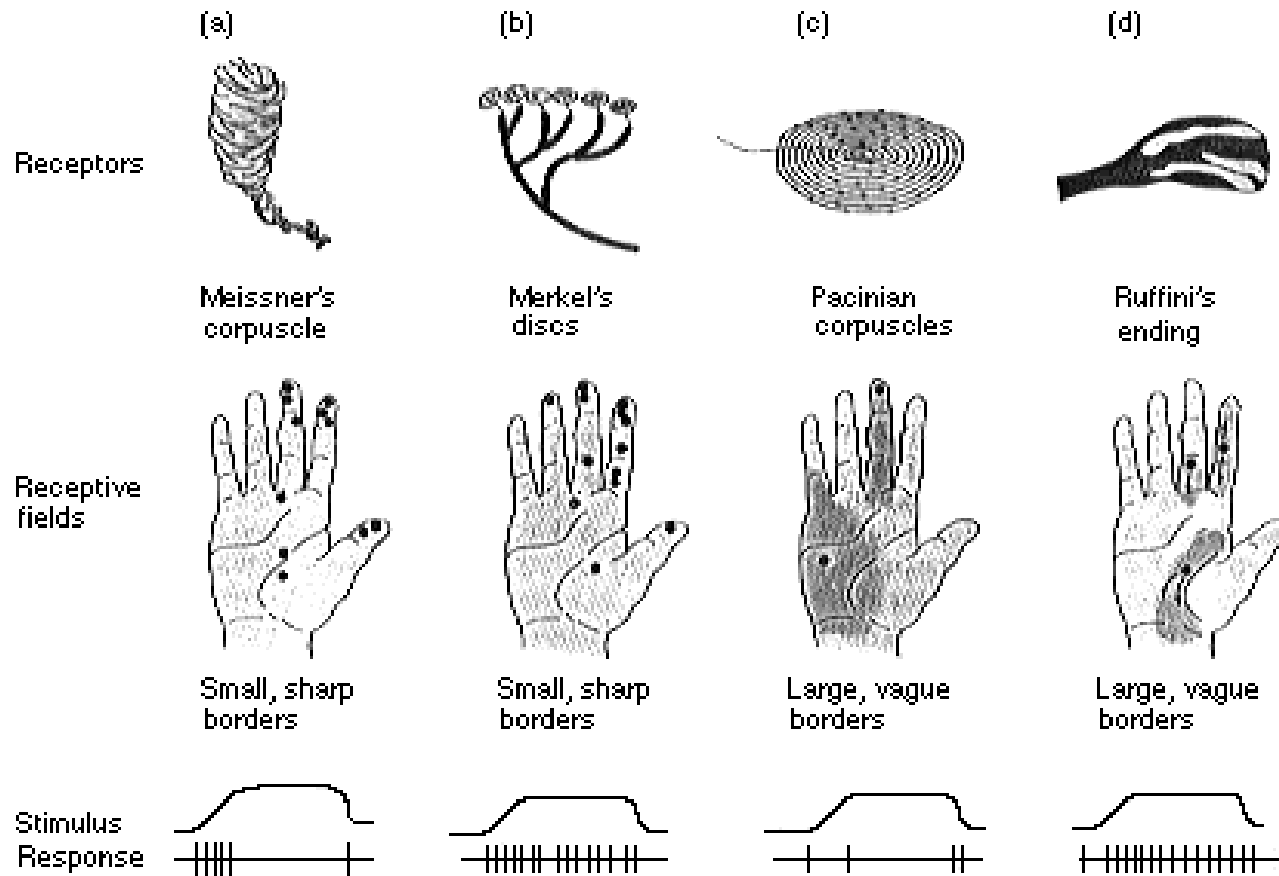 (a) (b) (c) (d)
Receptors
Meissner's corpuscle
Merkel's discs
Pacinian corpuscles
Ruffini's ending
Receptive fields
Small, sharp borders
Small, sharp borders
Large, vague borders
Large, vague borders
Stimulus
Response